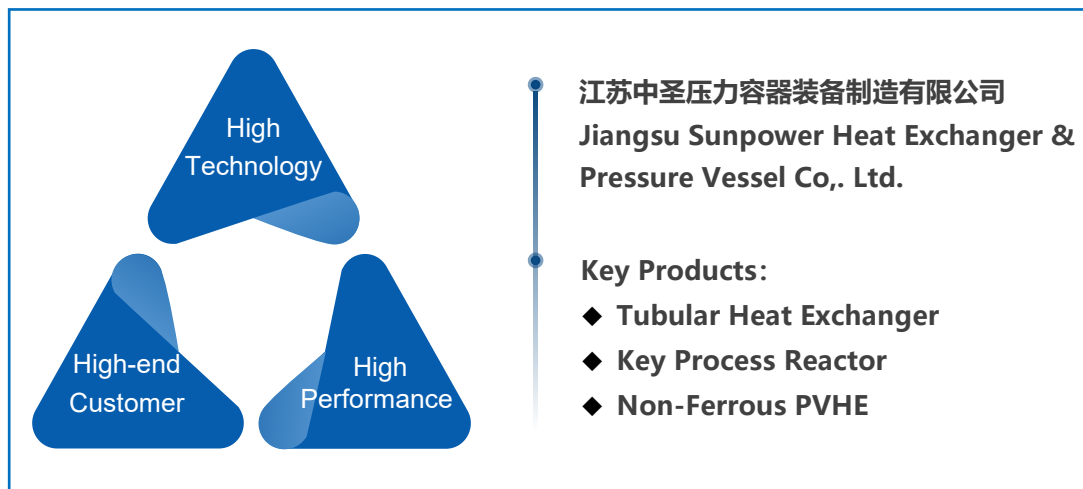 High
Technology
High-end
Customer
High
Performance
江苏中圣压力容器装备制造有限公司
Jiangsu Sunpower Heat Exchanger &
Pressure Vessel Co,. Ltd.
Key Products：
◆ Tubular Heat Exchanger
◆ Key Process Reactor
◆ Non-Ferrous PVHE